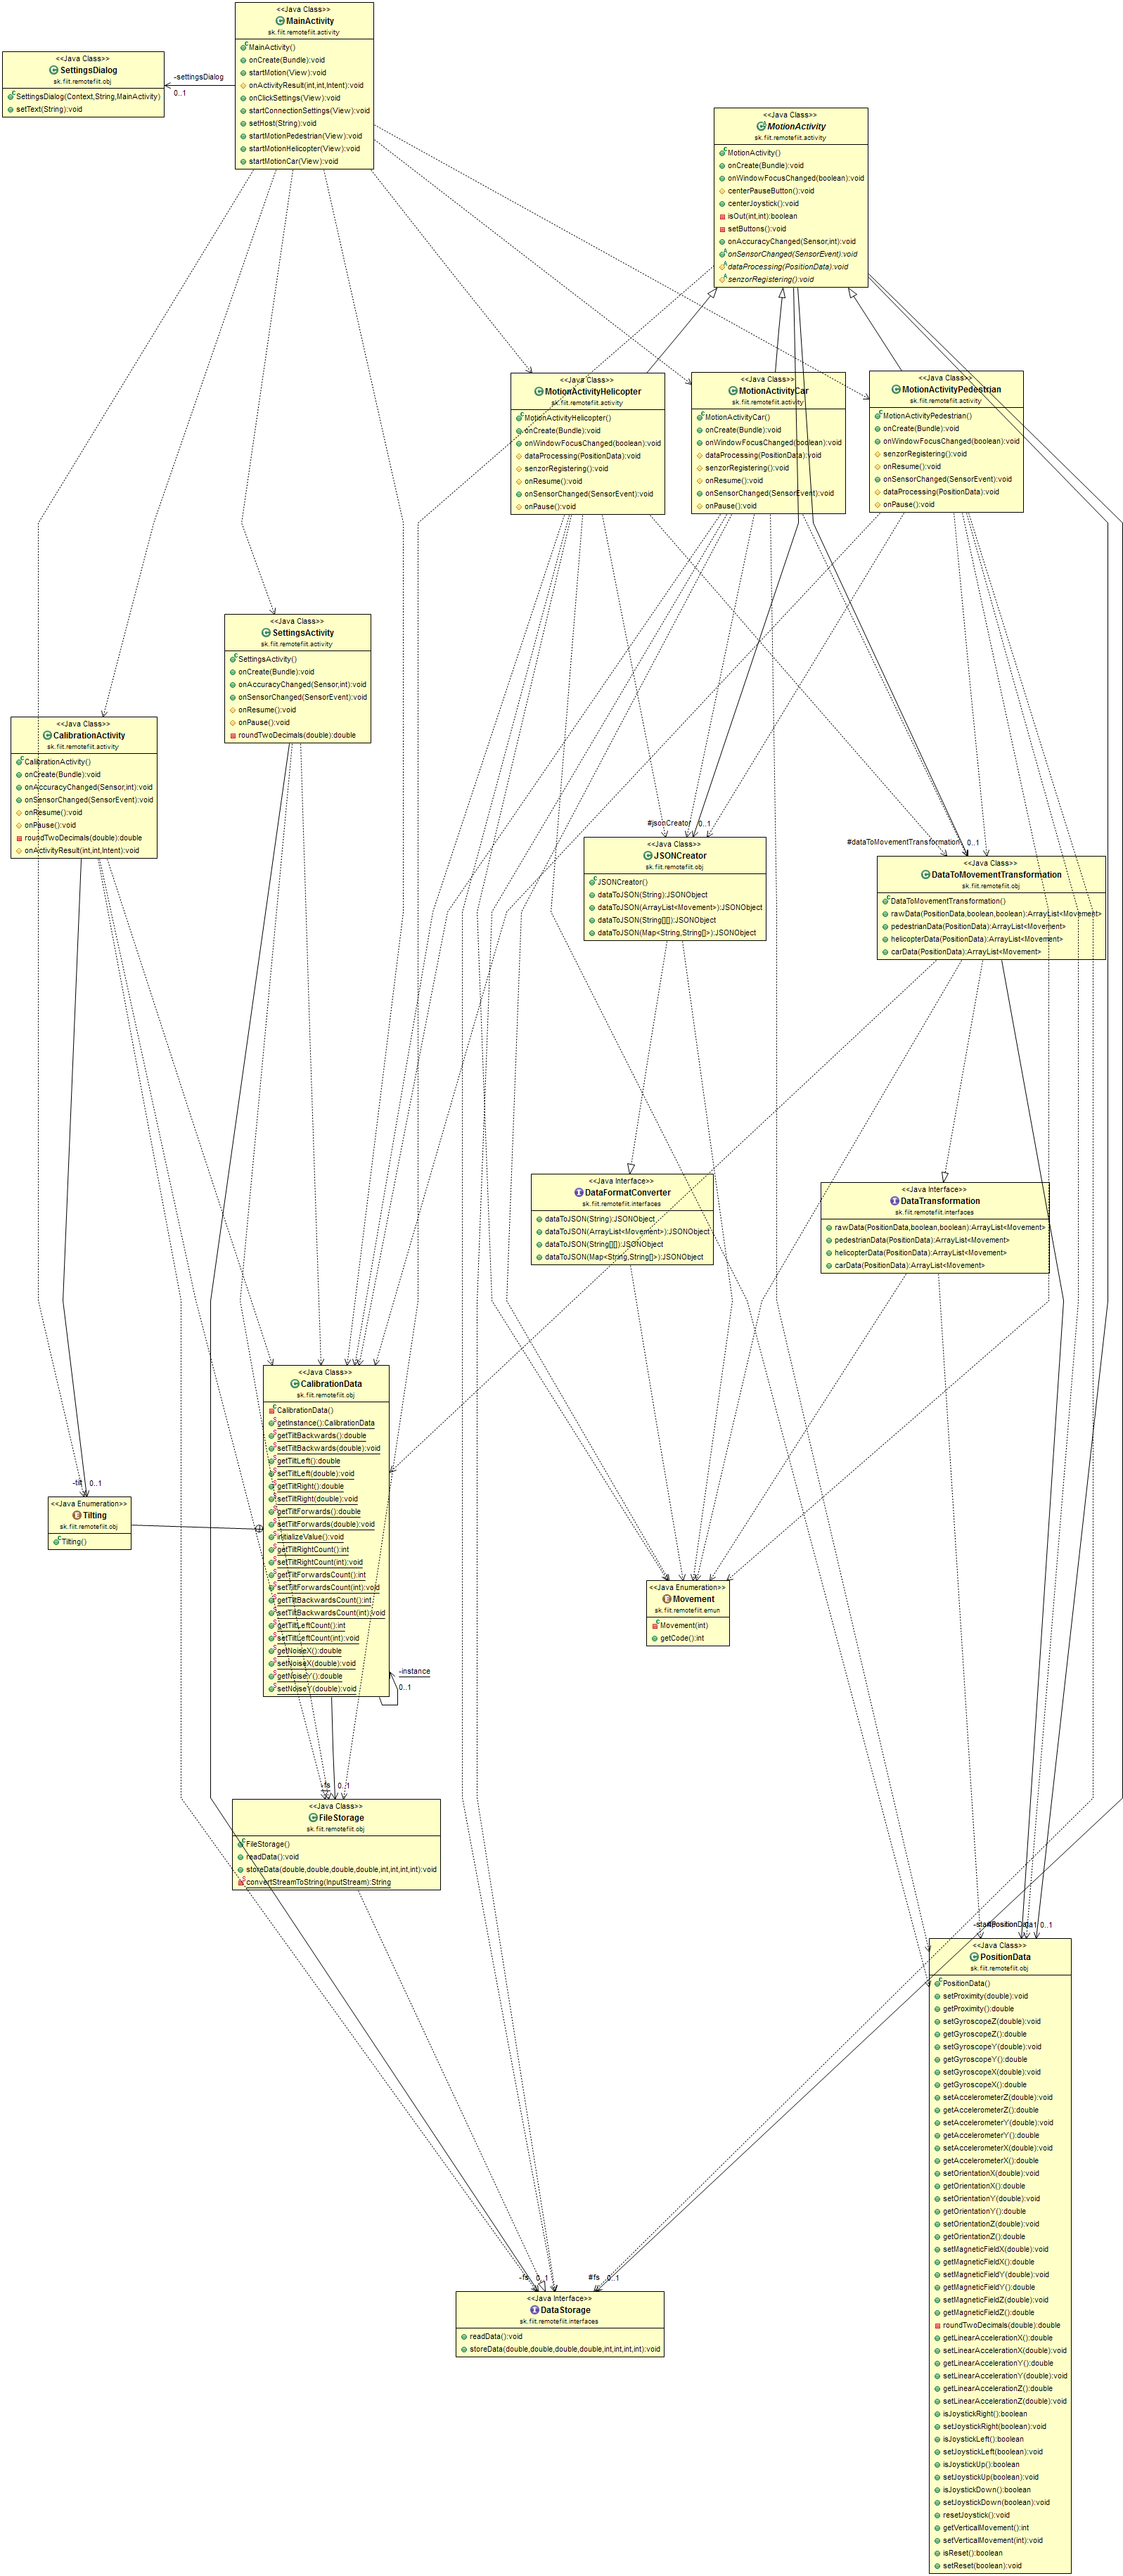 <<Java Class>>
MainActivity
sk.fiit.remotefiit.activity
MainActivity()
onCreate(Bundle):void
startMotion(View):void
onActivityResult(int,int,Intent):void
onClickSettings(View):void
startConnectionSettings(View):void
setHost(String):void
startMotionPedestrian(View):void
startMotionHelicopter(View):void
startMotionCar(View):void
<<Java Class>>
SettingsDialog
sk.fiit.remotefiit.obj
SettingsDialog(Context,String,MainActivity)
setText(String):void
-settingsDialog
0..1
<<Java Class>>
MotionActivity
sk.fiit.remotefiit.activity
MotionActivity()
onCreate(Bundle):void
onWindowFocusChanged(boolean):void
centerPauseButton():void
centerJoystick():void
isOut(int,int):boolean
setButtons():void
onAccuracyChanged(Sensor,int):void
onSensorChanged(SensorEvent):void
dataProcessing(PositionData):void
senzorRegistering():void
<<Java Class>>
MotionActivityHelicopter
sk.fiit.remotefiit.activity
MotionActivityHelicopter()
onCreate(Bundle):void
onWindowFocusChanged(boolean):void
dataProcessing(PositionData):void
senzorRegistering():void
onResume():void
onSensorChanged(SensorEvent):void
onPause():void
<<Java Class>>
MotionActivityCar
sk.fiit.remotefiit.activity
MotionActivityCar()
onCreate(Bundle):void
onWindowFocusChanged(boolean):void
dataProcessing(PositionData):void
senzorRegistering():void
onResume():void
onSensorChanged(SensorEvent):void
onPause():void
<<Java Class>>
MotionActivityPedestrian
sk.fiit.remotefiit.activity
MotionActivityPedestrian()
onCreate(Bundle):void
onWindowFocusChanged(boolean):void
senzorRegistering():void
onResume():void
onSensorChanged(SensorEvent):void
dataProcessing(PositionData):void
onPause():void
<<Java Class>>
SettingsActivity
sk.fiit.remotefiit.activity
SettingsActivity()
onCreate(Bundle):void
onAccuracyChanged(Sensor,int):void
onSensorChanged(SensorEvent):void
onResume():void
onPause():void
roundTwoDecimals(double):double
<<Java Class>>
CalibrationActivity
sk.fiit.remotefiit.activity
CalibrationActivity()
onCreate(Bundle):void
onAccuracyChanged(Sensor,int):void
onSensorChanged(SensorEvent):void
onResume():void
onPause():void
roundTwoDecimals(double):double
onActivityResult(int,int,Intent):void
#jsonCreator
0..1
<<Java Class>>
JSONCreator
sk.fiit.remotefiit.obj
JSONCreator()
dataToJSON(String):JSONObject
dataToJSON(ArrayList<Movement>):JSONObject
dataToJSON(String[][]):JSONObject
dataToJSON(Map<String,String[]>):JSONObject
#dataToMovementTransformation
0..1
<<Java Class>>
DataToMovementTransformation
sk.fiit.remotefiit.obj
DataToMovementTransformation()
rawData(PositionData,boolean,boolean):ArrayList<Movement>
pedestrianData(PositionData):ArrayList<Movement>
helicopterData(PositionData):ArrayList<Movement>
carData(PositionData):ArrayList<Movement>
<<Java Interface>>
DataFormatConverter
sk.fiit.remotefiit.interfaces
dataToJSON(String):JSONObject
dataToJSON(ArrayList<Movement>):JSONObject
dataToJSON(String[][]):JSONObject
dataToJSON(Map<String,String[]>):JSONObject
<<Java Interface>>
DataTransformation
sk.fiit.remotefiit.interfaces
rawData(PositionData,boolean,boolean):ArrayList<Movement>
pedestrianData(PositionData):ArrayList<Movement>
helicopterData(PositionData):ArrayList<Movement>
carData(PositionData):ArrayList<Movement>
<<Java Class>>
CalibrationData
sk.fiit.remotefiit.obj
CalibrationData()
getInstance():CalibrationData
getTiltBackwards():double
setTiltBackwards(double):void
getTiltLeft():double
setTiltLeft(double):void
getTiltRight():double
setTiltRight(double):void
getTiltForwards():double
setTiltForwards(double):void
initializeValue():void
getTiltRightCount():int
setTiltRightCount(int):void
getTiltForwardsCount():int
setTiltForwardsCount(int):void
getTiltBackwardsCount():int
setTiltBackwardsCount(int):void
getTiltLeftCount():int
setTiltLeftCount(int):void
getNoiseX():double
setNoiseX(double):void
getNoiseY():double
setNoiseY(double):void
-instance
0..1
-tilt
0..1
<<Java Enumeration>>
Tilting
sk.fiit.remotefiit.obj
Tilting()
<<Java Enumeration>>
Movement
sk.fiit.remotefiit.emun
Movement(int)
getCode():int
-fs
0..1
<<Java Class>>
FileStorage
sk.fiit.remotefiit.obj
FileStorage()
readData():void
storeData(double,double,double,double,int,int,int,int):void
convertStreamToString(InputStream):String
0..1
<<Java Class>>
PositionData
sk.fiit.remotefiit.obj
PositionData()
setProximity(double):void
getProximity():double
setGyroscopeZ(double):void
getGyroscopeZ():double
setGyroscopeY(double):void
getGyroscopeY():double
setGyroscopeX(double):void
getGyroscopeX():double
setAccelerometerZ(double):void
getAccelerometerZ():double
setAccelerometerY(double):void
getAccelerometerY():double
setAccelerometerX(double):void
getAccelerometerX():double
setOrientationX(double):void
getOrientationX():double
setOrientationY(double):void
getOrientationY():double
setOrientationZ(double):void
getOrientationZ():double
setMagneticFieldX(double):void
getMagneticFieldX():double
setMagneticFieldY(double):void
getMagneticFieldY():double
setMagneticFieldZ(double):void
getMagneticFieldZ():double
roundTwoDecimals(double):double
getLinearAccelerationX():double
setLinearAccelerationX(double):void
getLinearAccelerationY():double
setLinearAccelerationY(double):void
getLinearAccelerationZ():double
setLinearAccelerationZ(double):void
isJoystickRight():boolean
setJoystickRight(boolean):void
isJoystickLeft():boolean
setJoystickLeft(boolean):void
isJoystickUp():boolean
setJoystickUp(boolean):void
isJoystickDown():boolean
setJoystickDown(boolean):void
resetJoystick():void
getVerticalMovement():int
setVerticalMovement(int):void
isReset():boolean
setReset(boolean):void
-fs
0..1
#fs
0..1
<<Java Interface>>
DataStorage
sk.fiit.remotefiit.interfaces
readData():void
storeData(double,double,double,double,int,int,int,int):void